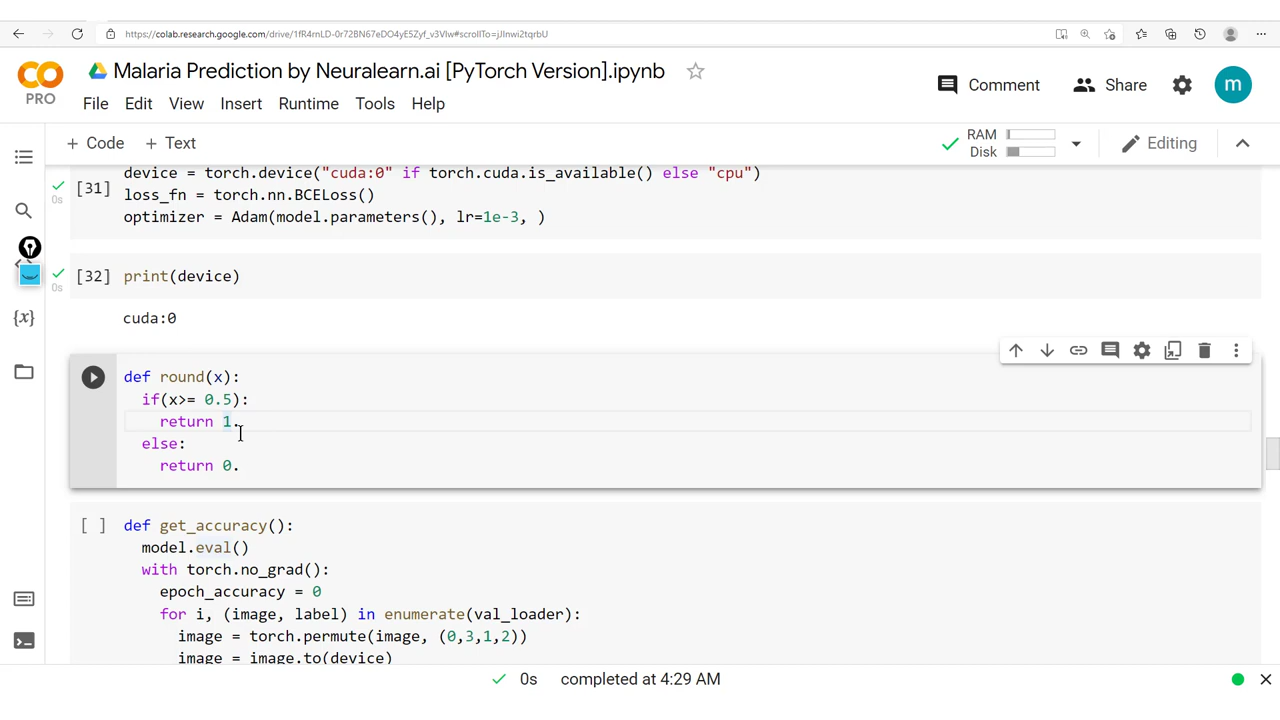 https://colab.research.google.com/drive/1fR4rnLD-0r72BN67eDO4yE5Zyf_v3Vlw#scrollTo=jJlnwi2tqrbU
CO
PRO
Malaria Prediction by Neuralearn.ai [PyTorch Version].ipynb
Comment
Share
m
File Edit View Insert Runtime Tools Help
+ Code + Text
RAM
Disk
Editing
[31]
0s
device = torch.device("cuda:0" if torch.cuda.is_available() else "cpu")
loss_fn = torch.nn.BCELoss()
optimizer = Adam(model.parameters(), lr=1e-3, )
[32] print(device)
0s
{x}
cuda:0
def round(x):
if(x>= 0.5):
return 1.
else:
return 0.
[ ] def get_accuracy():
model.eval()
with torch.no_grad():
epoch_accuracy = 0
for i, (image, label) in enumerate(val_loader):
image = torch.permute(image, (0,3,1,2))
image = image.to(device)
0s completed at 4:29 AM